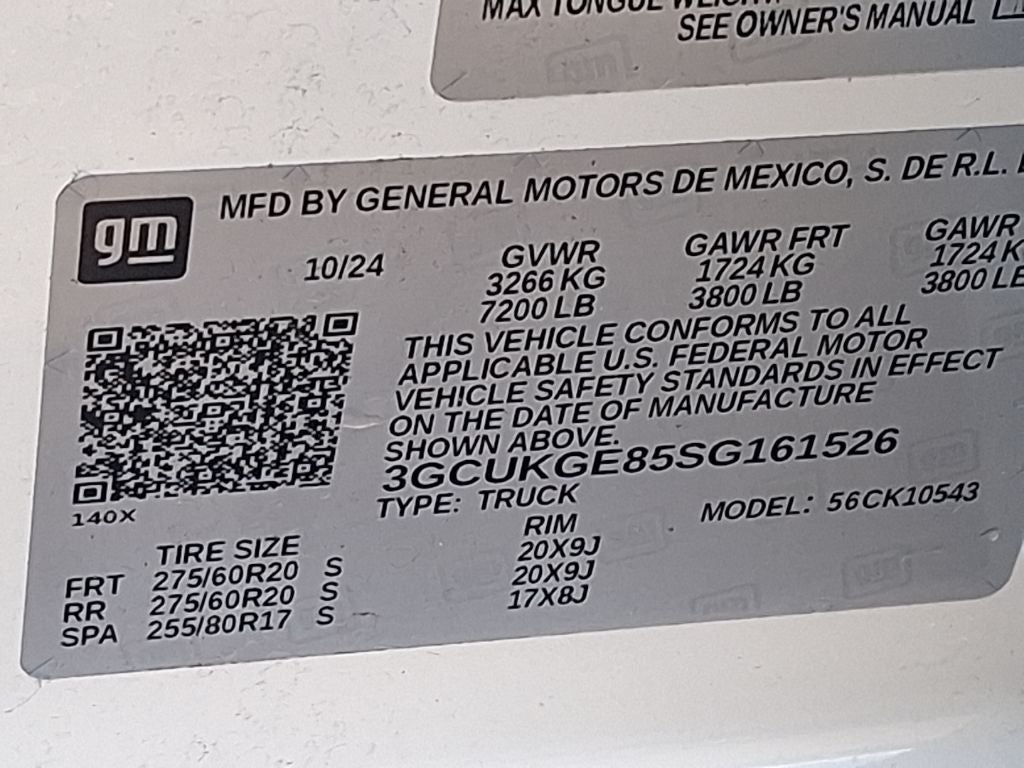 MAX TONGUE
SEE OWNER'S MANUAL
gm
MFD BY GENERAL MOTORS DE MEXICO, S. DE R.L.
10/24
GVWR GAWR FRT GAWR
3266 KG 1724 KG 1724 K
7200 LB 3800 LB 3800 LB
THIS VEHICLE CONFORMS TO ALL
APPLICABLE U.S. FEDERAL MOTOR
VEHICLE SAFETY STANDARDS IN EFFECT
ON THE DATE OF MANUFACTURE
SHOWN ABOVE.
3GCUKGE85SG161526
140X
TYPE: TRUCK MODEL: 56CK10543
TIRE SIZE RIM
FRT 275/60R20 S 20X9J
RR 275/60R20 S 20X9J
SPA 255/80R17 S 17X8J